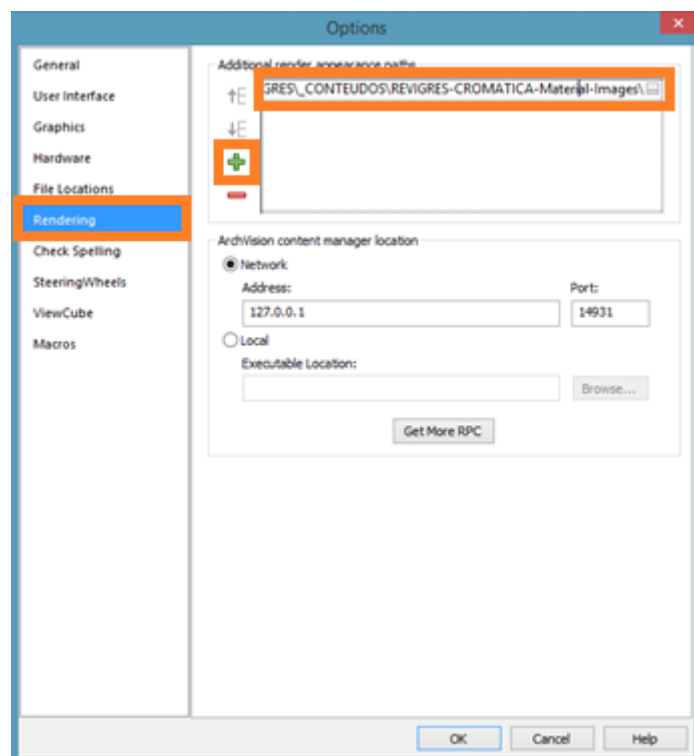 Options
General
User Interface
Graphics
Hardware
File Locations
Rendering
Check Spelling
SteeringWheels
ViewCube
Macros
Additional render appearance paths
GRES\_CONTEUDOS\REVIGRES-CROMATICA-Material-Images\
ArchVision content manager location
Network
Address:
Port:
127.0.0.1
14931
Local
Executable Location:
Browse...
Get More RPC
OK
Cancel
Help